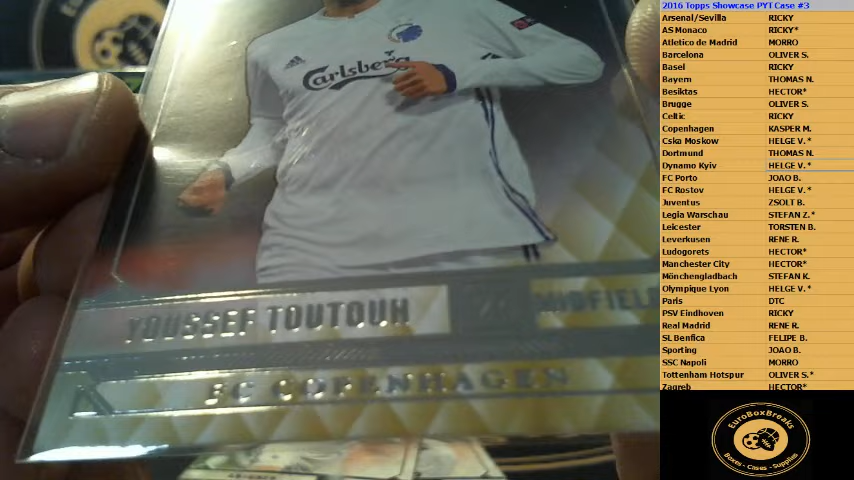 Carlsberg
YOUSSEF TOUTOUH
MIDFIELD
FC COPENHAGEN
2016 Topps Showcase PYT Case #3
Arsenal/Sevilla RICKY
AS Monaco RICKY*
Atletico de Madrid MORRO
Barcelona OLIVER S.
Basel RICKY
Bayern THOMAS N.
Besiktas HECTOR*
Brugge OLIVER S.
Celtic RICKY
Copenhagen KASPER M.
Cska Moskow HELGE V.*
Dortmund THOMAS N.
Dynamo Kyiv HELGE V.*
FC Porto JOAO B.
FC Rostov HELGE V.*
Juventus ZSOLT B.
Legia Warschau STEFAN Z.*
Leicester TORSTEN B.
Leverkusen RENE R.
Ludogorets HECTOR*
Manchester City HECTOR*
Mönchengladbach STEFAN K.
Olympique Lyon HELGE V.*
Paris DTC
PSV Eindhoven RICKY
Real Madrid RENE R.
SL Benfica FELIPE B.
Sporting JOAO B.
SSC Napoli MORRO
Tottenham Hotspur OLIVER S.*
Zagreb HECTOR*
EuroBoxBreaks
Boxes - Cases - Supplies